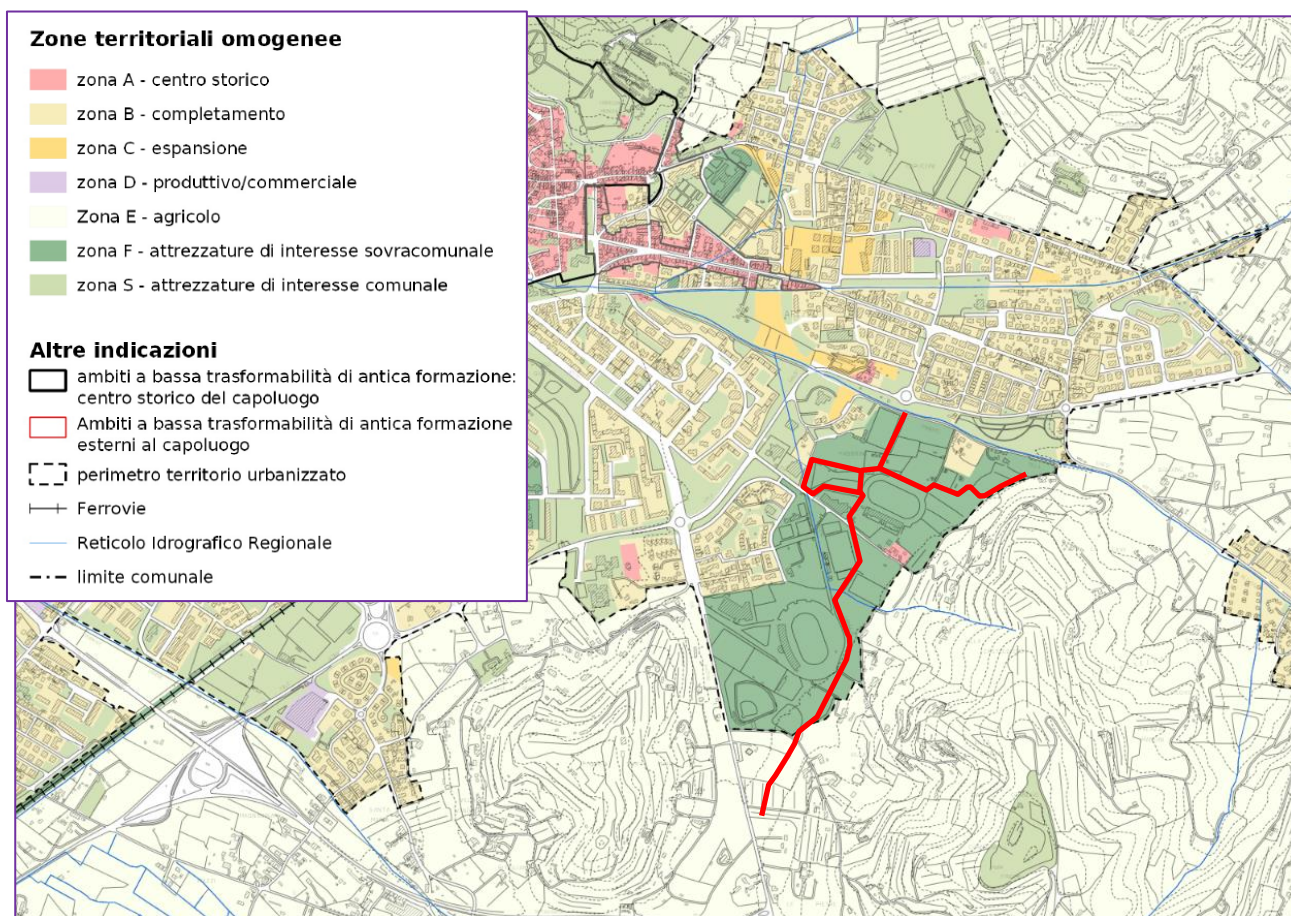 Zone territoriali omogenee
zona A - centro storico
zona B - completamento
zona C - espansione
zona D - produttivo/commerciale
Zona E - agricolo
zona F - attrezzature di interesse sovracomunale
zona S - attrezzature di interesse comunale
Altre indicazioni
ambiti a bassa trasformabilità di antica formazione:
centro storico del capoluogo
Ambiti a bassa trasformabilità di antica formazione
esterni al capoluogo
perimetro territorio urbanizzato
Ferrovie
Reticolo Idrografico Regionale
limite comunale